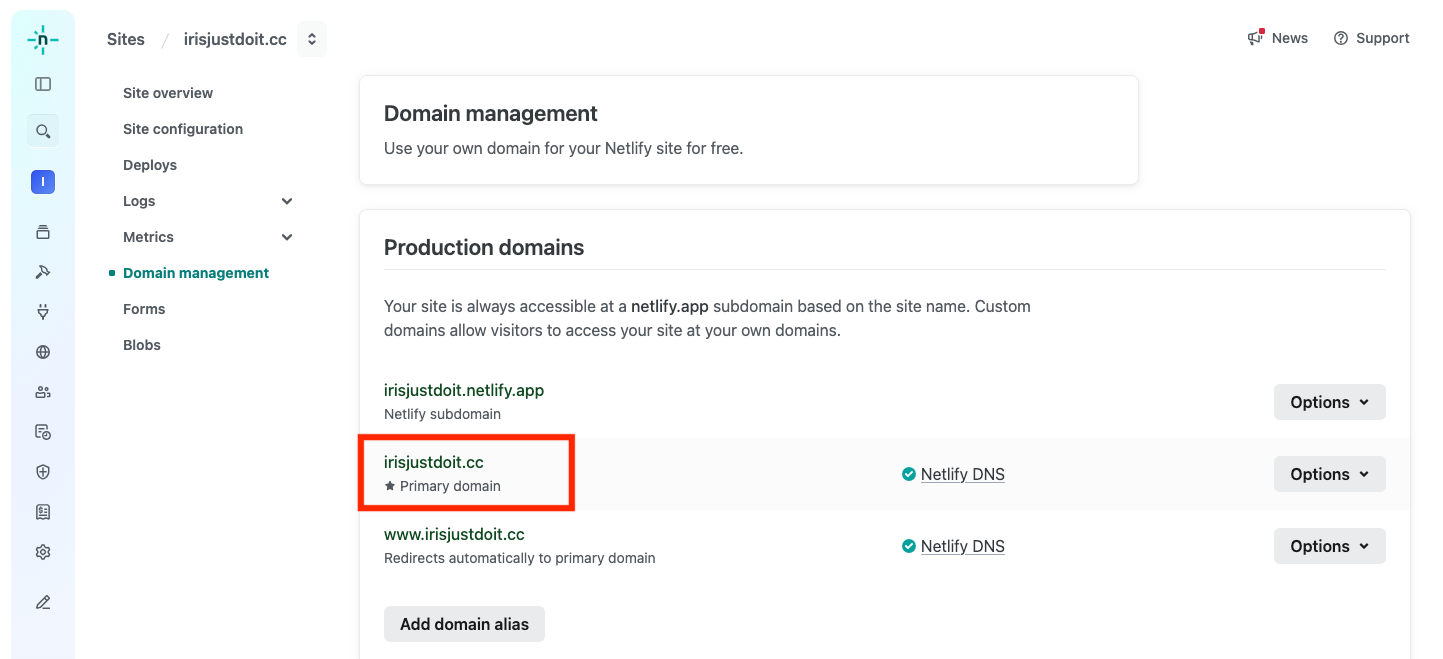 Sites / irisjustdoit.cc
News
Support
I
Site overview
Site configuration
Deploys
Logs
Metrics
Domain management
Forms
Blobs
Domain management
Use your own domain for your Netlify site for free.
Production domains
Your site is always accessible at a netlify.app subdomain based on the site name. Custom
domains allow visitors to access your site at your own domains.
irisjustdoit.netlify.app
Netlify subdomain
Options
irisjustdoit.cc
Primary domain
Netlify DNS
Options
www.irisjustdoit.cc
Redirects automatically to primary domain
Netlify DNS
Options
Add domain alias